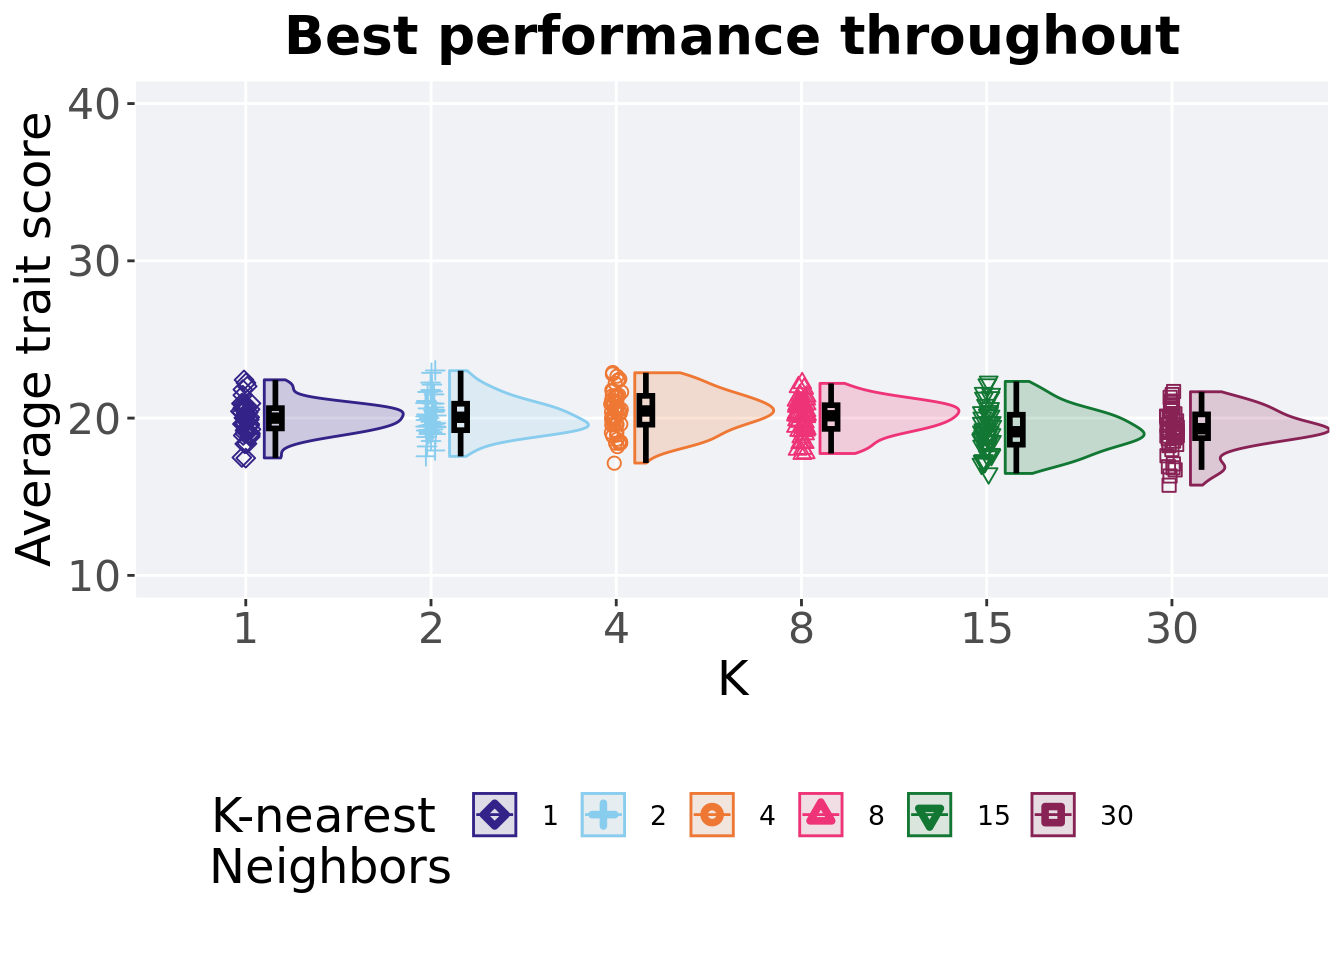 Best performance throughout
Average trait score
40
30
20
10
1 2 4 8 15 30
K
K-nearest
Neighbors
1 2 4 8 15 30